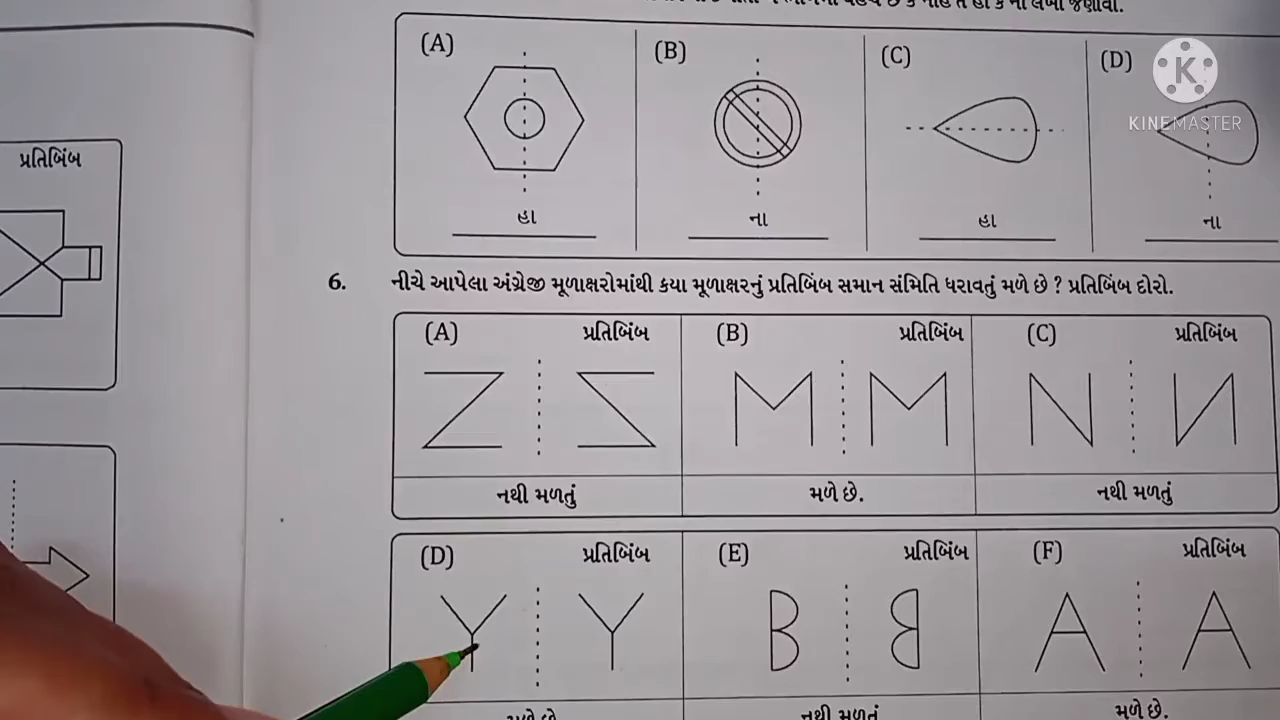 (A) (B) (C) (D)
K
KINEMASTER
હા ના હા ના
પ્રતિબિંબ
6. નીચે આપેલા અંગ્રેજી મૂળાક્ષરોમાંથી કયા મૂળાક્ષરનું પ્રતિબિંબ સમાન સંમિતિ ધરાવતું મળે છે ? પ્રતિબિંબ દોરો.
(A) પ્રતિબિંબ (B) પ્રતિબિંબ (C) પ્રતિબિંબ
Z M M N
નથી મળતું મળે છે. નથી મળતું
(D) પ્રતિબિંબ (E) પ્રતિબિંબ (F) પ્રતિબિંબ
Y Y B A A
મળે છે નથી મળતું મળે છે.